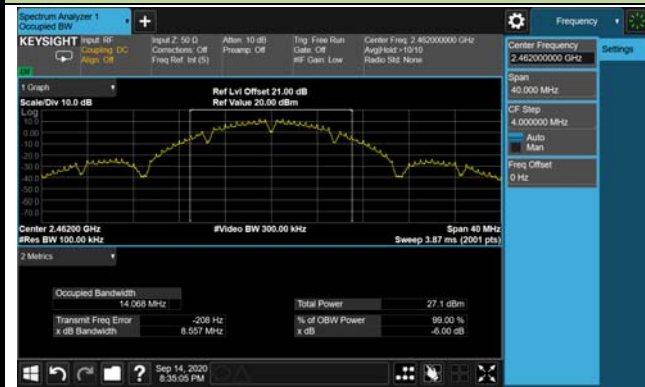 Spectrum Analyzer 1
Occupied BW
Frequency
KEYSIGHT
Input: RF
Coupling: DC
Align: Off
Input Z: 50 Ω
Corrections: Off
Freq Ref: Int (S)
Atten: 10 dB
Preamp: Off
Trig: Free Run
Gate: Off
#IF Gain: Low
Center Freq: 2.462000000 GHz
Avg|Hold:>10/10
Radio Std: None
Center Frequency
2.462000000 GHz
Settings
Span
40.000 MHz
CF Step
4.000000 MHz
Auto
Man
Freq Offset
0 Hz
1 Graph
Scale/Div 10.0 dB
Ref Lvl Offset 21.00 dB
Ref Value 20.00 dBm
Log
10.0
0.00
-10.0
-20.0
-30.0
-40.0
-50.0
-60.0
-70.0
Center 2.46200 GHz
#Res BW 100.00 kHz
#Video BW 300.00 kHz
Span 40 MHz
Sweep 3.87 ms (2001 pts)
2 Metrics
Occupied Bandwidth
14.068 MHz
Total Power 27.1 dBm
Transmit Freq Error -208 Hz
% of OBW Power 99.00 %
x dB Bandwidth 8.557 MHz
x dB -6.00 dB
?
Sep 14, 2020
8:35:05 PM